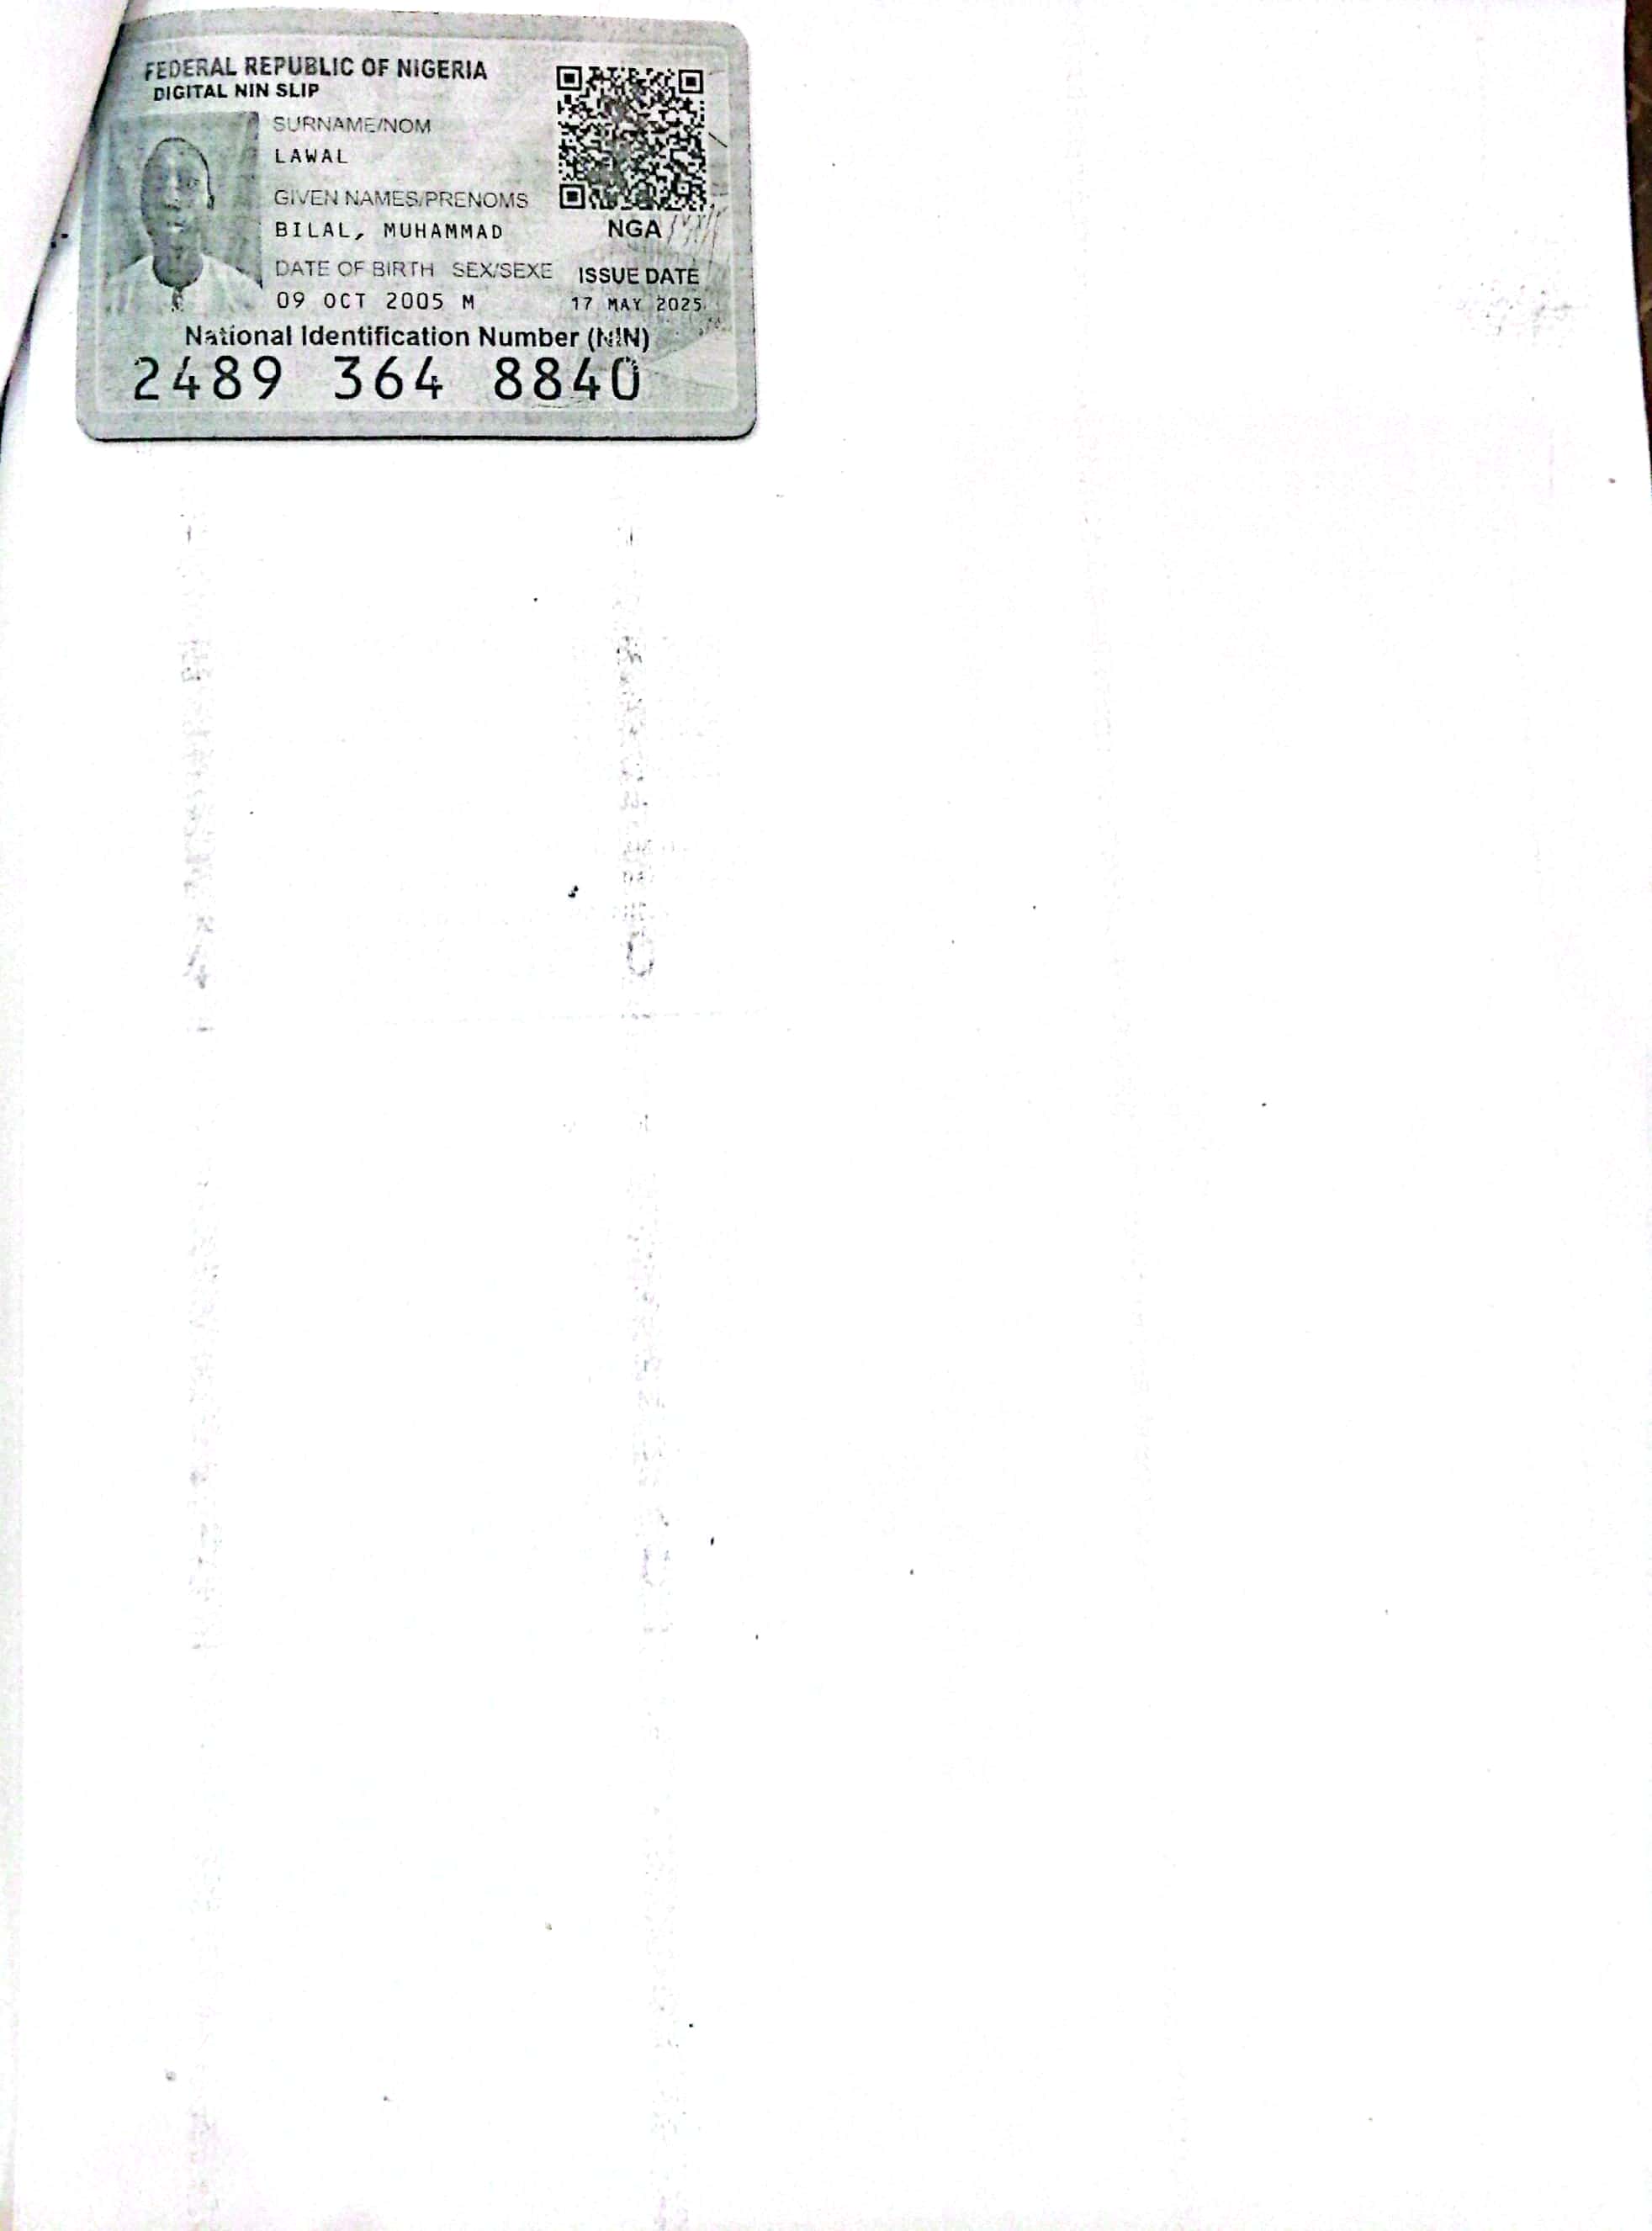 FEDERAL REPUBLIC OF NIGERIA
DIGITAL NIN SLIP
SURNAME/NOM
LAWAL
GIVEN NAMES/PRENOMS
BILAL, MUHAMMAD
NGA
DATE OF BIRTH SEX/SEXE ISSUE DATE
09 OCT 2005 M 17 MAY 2025
National Identification Number (NIN)
2489 364 8840